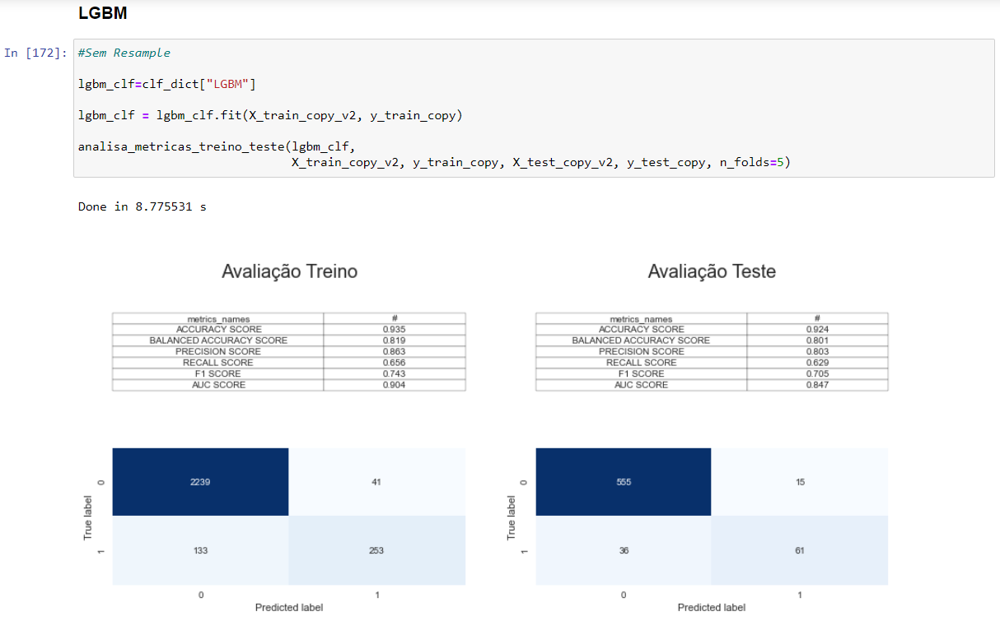 LGBM
In [172]:
#Sem Resample
lgbm_clf=clf_dict["LGBM"]
lgbm_clf = lgbm_clf.fit(X_train_copy_v2, y_train_copy)
analisa_metricas_treino_teste(lgbm_clf,
X_train_copy_v2, y_train_copy, X_test_copy_v2, y_test_copy, n_folds=5)
Done in 8.775531 s
Avaliação Treino
metrics_names #
ACCURACY SCORE 0.935
BALANCED ACCURACY SCORE 0.819
PRECISION SCORE 0.863
RECALL SCORE 0.656
F1 SCORE 0.743
AUC SCORE 0.904
True label
0
2239 41
1
133 253
0 1
Predicted label
Avaliação Teste
metrics_names #
ACCURACY SCORE 0.924
BALANCED ACCURACY SCORE 0.801
PRECISION SCORE 0.803
RECALL SCORE 0.629
F1 SCORE 0.705
AUC SCORE 0.847
True label
0
555 15
1
36 61
0 1
Predicted label